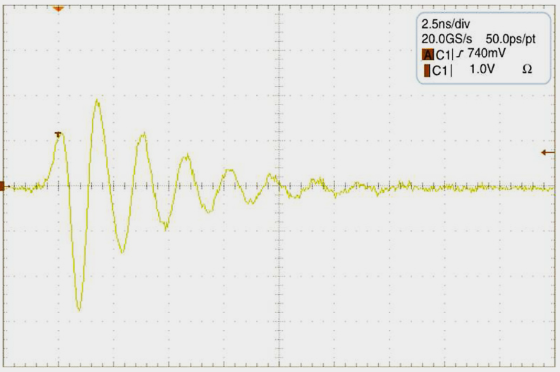 2.5ns/div
20.0GS/s 50.0ps/pt
A C1 ∫ 740mV
C1 1.0V Ω
T